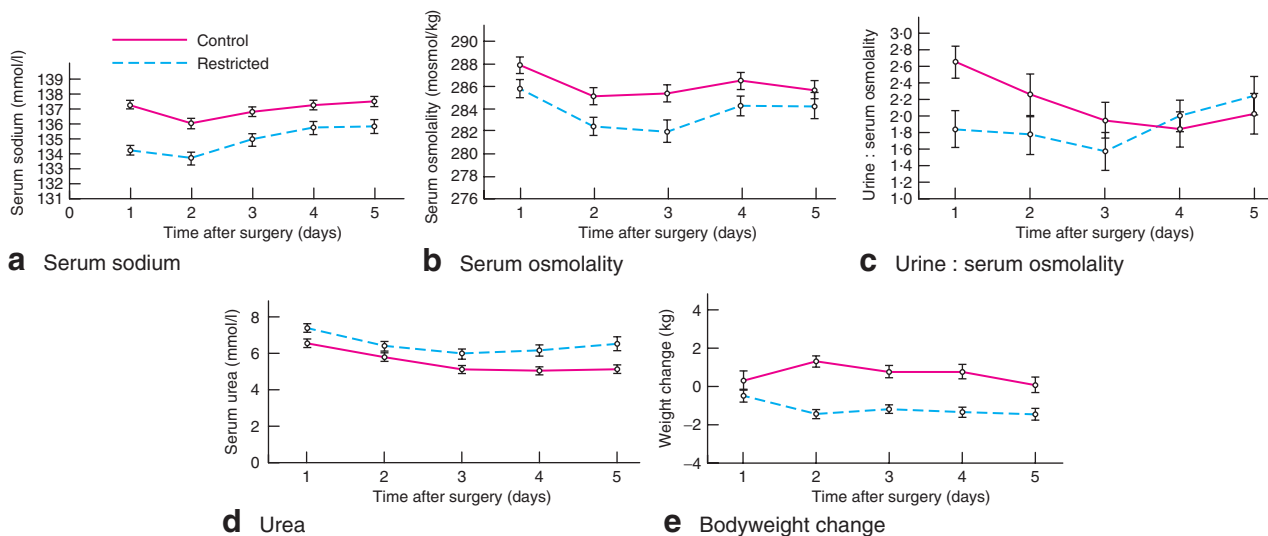 Control
Restricted
Serum sodium (mmol/l)
139
138
137
136
135
134
133
132
131
0
1 2 3 4 5
Time after surgery (days)
a Serum sodium
Serum osmolality (mosmol/kg)
290
288
286
284
282
280
278
276
1 2 3 4 5
Time after surgery (days)
b Serum osmolality
Urine : serum osmolality
3·0
2·8
2·6
2·4
2·2
2·0
1·8
1·6
1·4
1·2
1·0
1 2 3 4 5
Time after surgery (days)
c Urine : serum osmolality
Serum urea (mmol/l)
8
6
4
2
0
1 2 3 4 5
Time after surgery (days)
d Urea
Weight change (kg)
4
2
0
−2
−4
1 2 3 4 5
Time after surgery (days)
e Bodyweight change